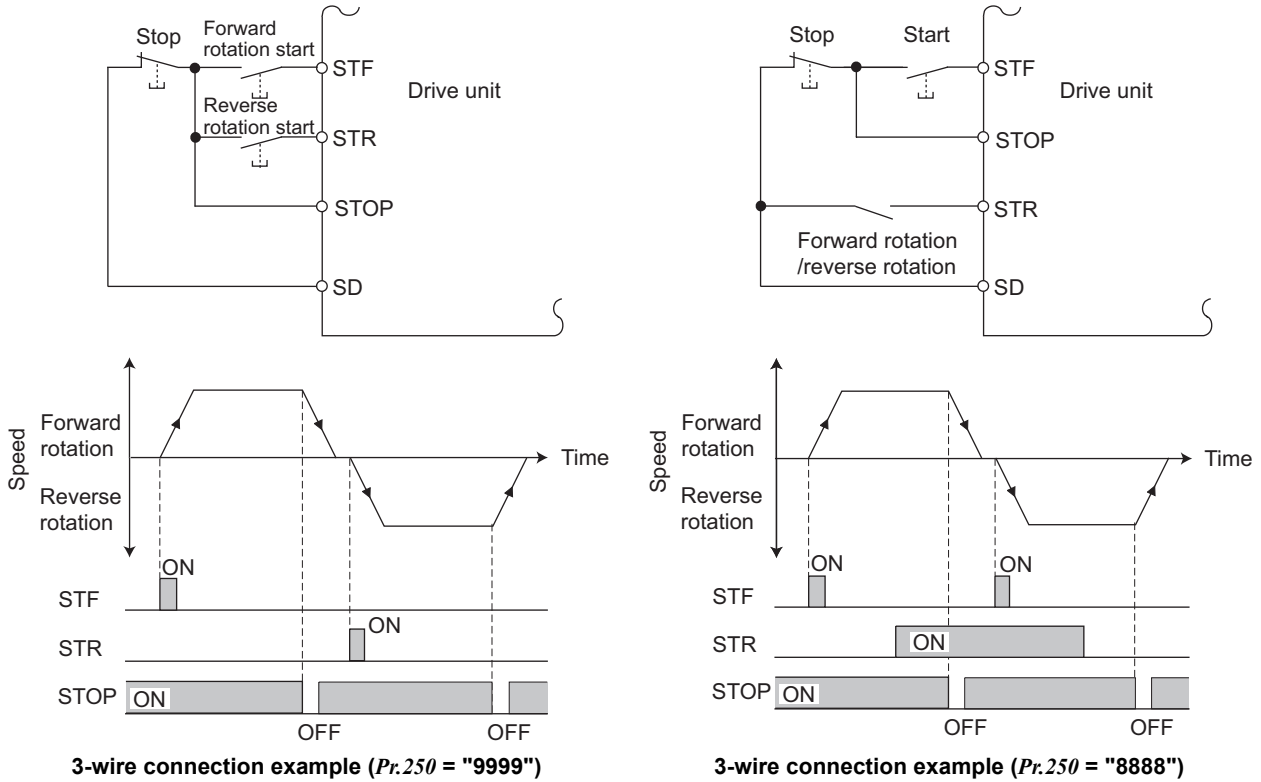 Stop
Forward
rotation start
STF
Drive unit
Reverse
rotation start
STR
STOP
SD
Speed
Forward
rotation
Reverse
rotation
Time
ON
STF
ON
STR
STOP
ON
OFF
OFF
3-wire connection example (Pr.250 = "9999")
Stop
Start
STF
Drive unit
STOP
STR
Forward rotation
/reverse rotation
SD
Speed
Forward
rotation
Reverse
rotation
Time
ON
ON
STF
STR
ON
STOP
ON
OFF
OFF
3-wire connection example (Pr.250 = "8888")